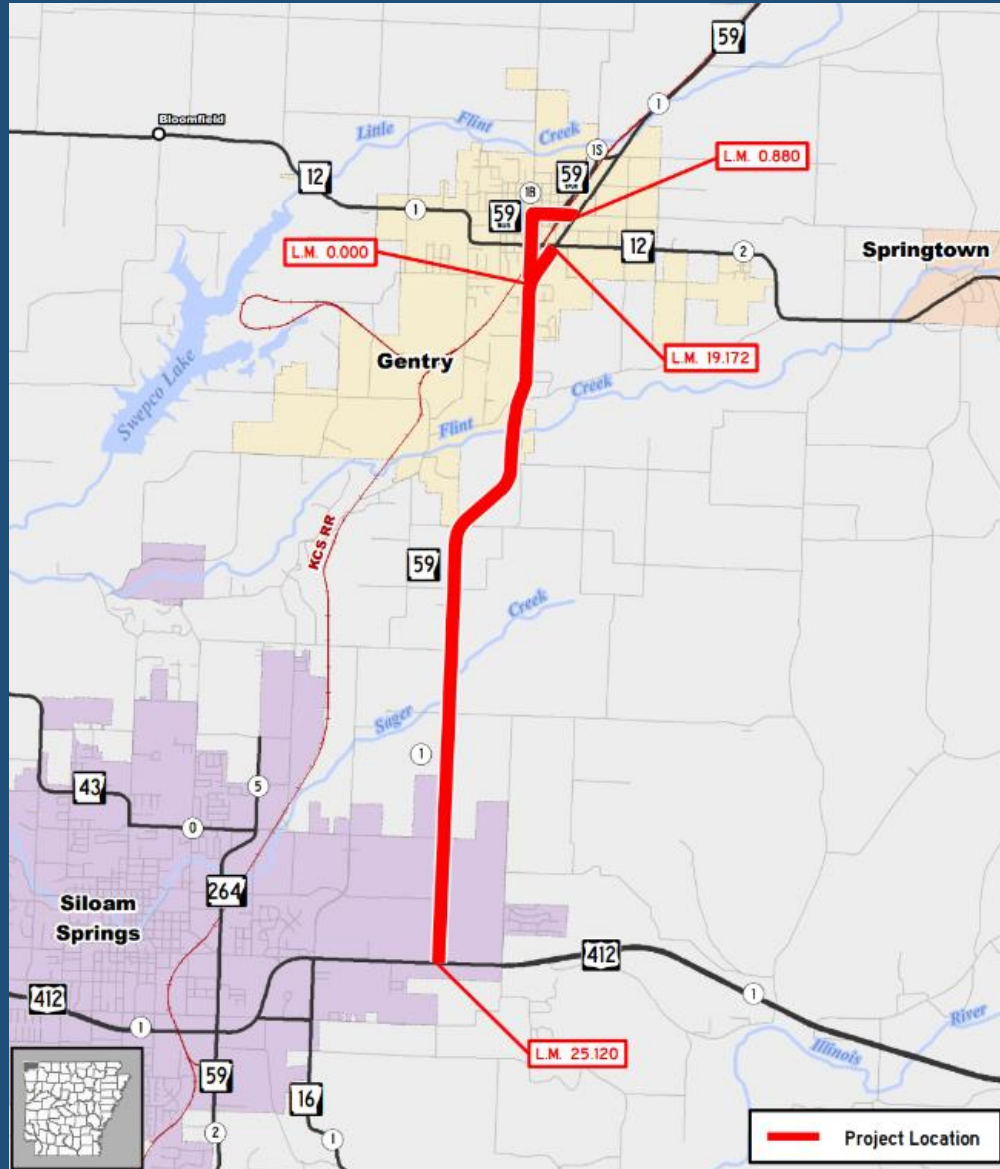 59
Bloomfield
Little Flint Creek
1
1S
L.M. 0.880
12
59
SPUR
1B
1
59
BUS
L.M. 0.000
12
2
Springtown
L.M. 19.172
Gentry
Swepco Lake
Flint Creek
KCS RR
59
Sager Creek
1
43
5
0
264
Siloam
Springs
412
412
1
1
L.M. 25.120
Illinois River
59
16
2
1
Project Location